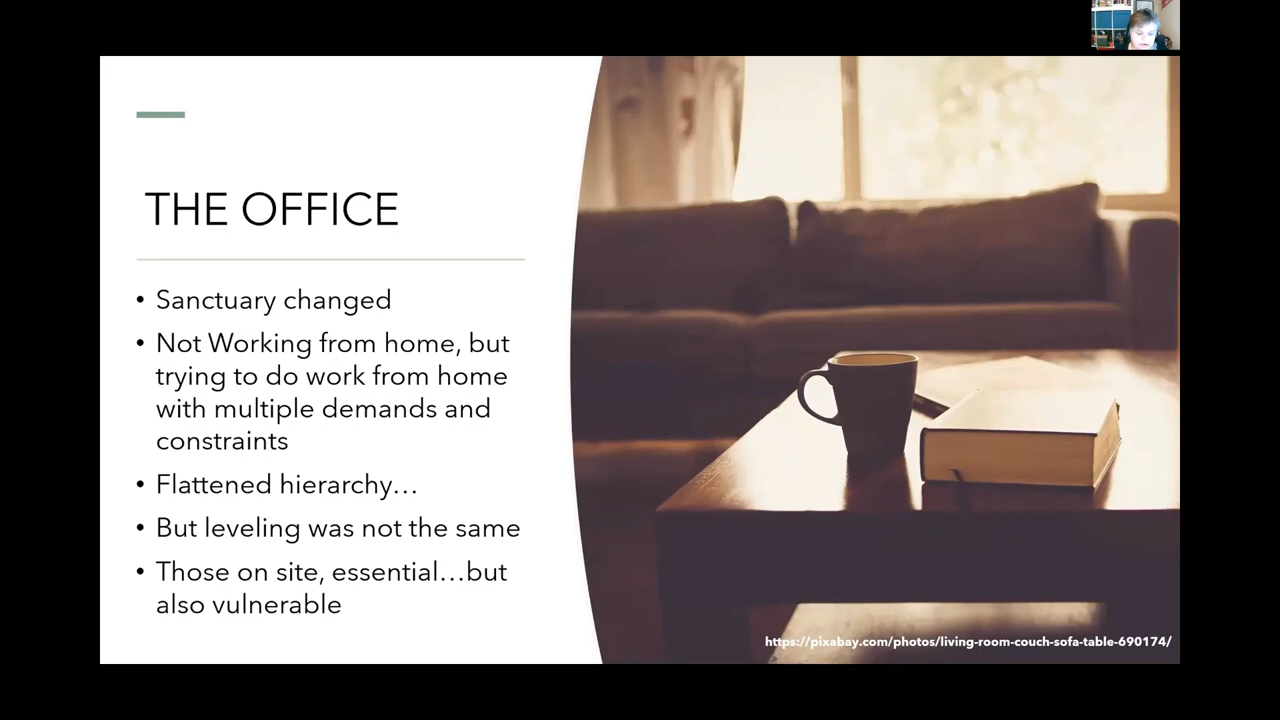 THE OFFICE
• Sanctuary changed
• Not Working from home, but
trying to do work from home
with multiple demands and
constraints
• Flattened hierarchy…
• But leveling was not the same
• Those on site, essential…but
also vulnerable
https://pixabay.com/photos/living-room-couch-sofa-table-690174/